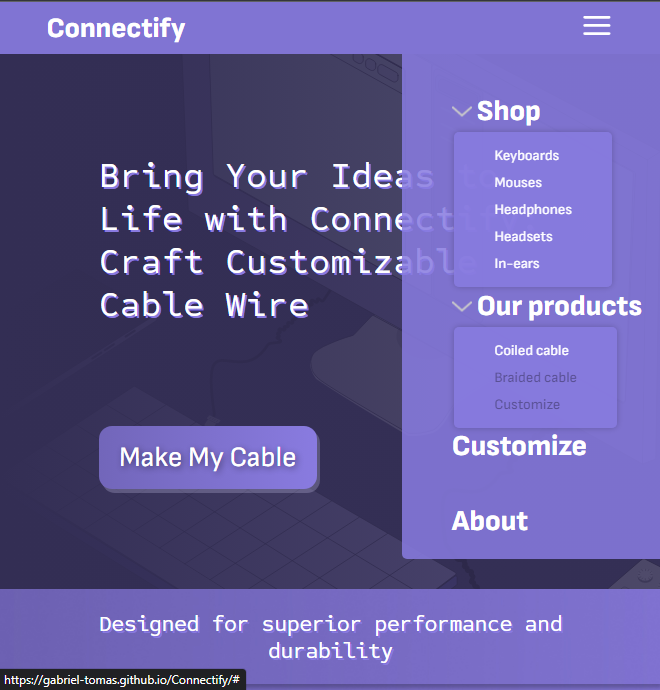 Connectify
Shop
Keyboards
Mouses
Headphones
Headsets
In-ears
Our products
Coiled cable
Braided cable
Customize
Customize
About
Bring Your Ideas to
Life with Connectify
Craft Customizable
Cable Wire
Make My Cable
Designed for superior performance and
durability
https://gabriel-tomas.github.io/Connectify/#